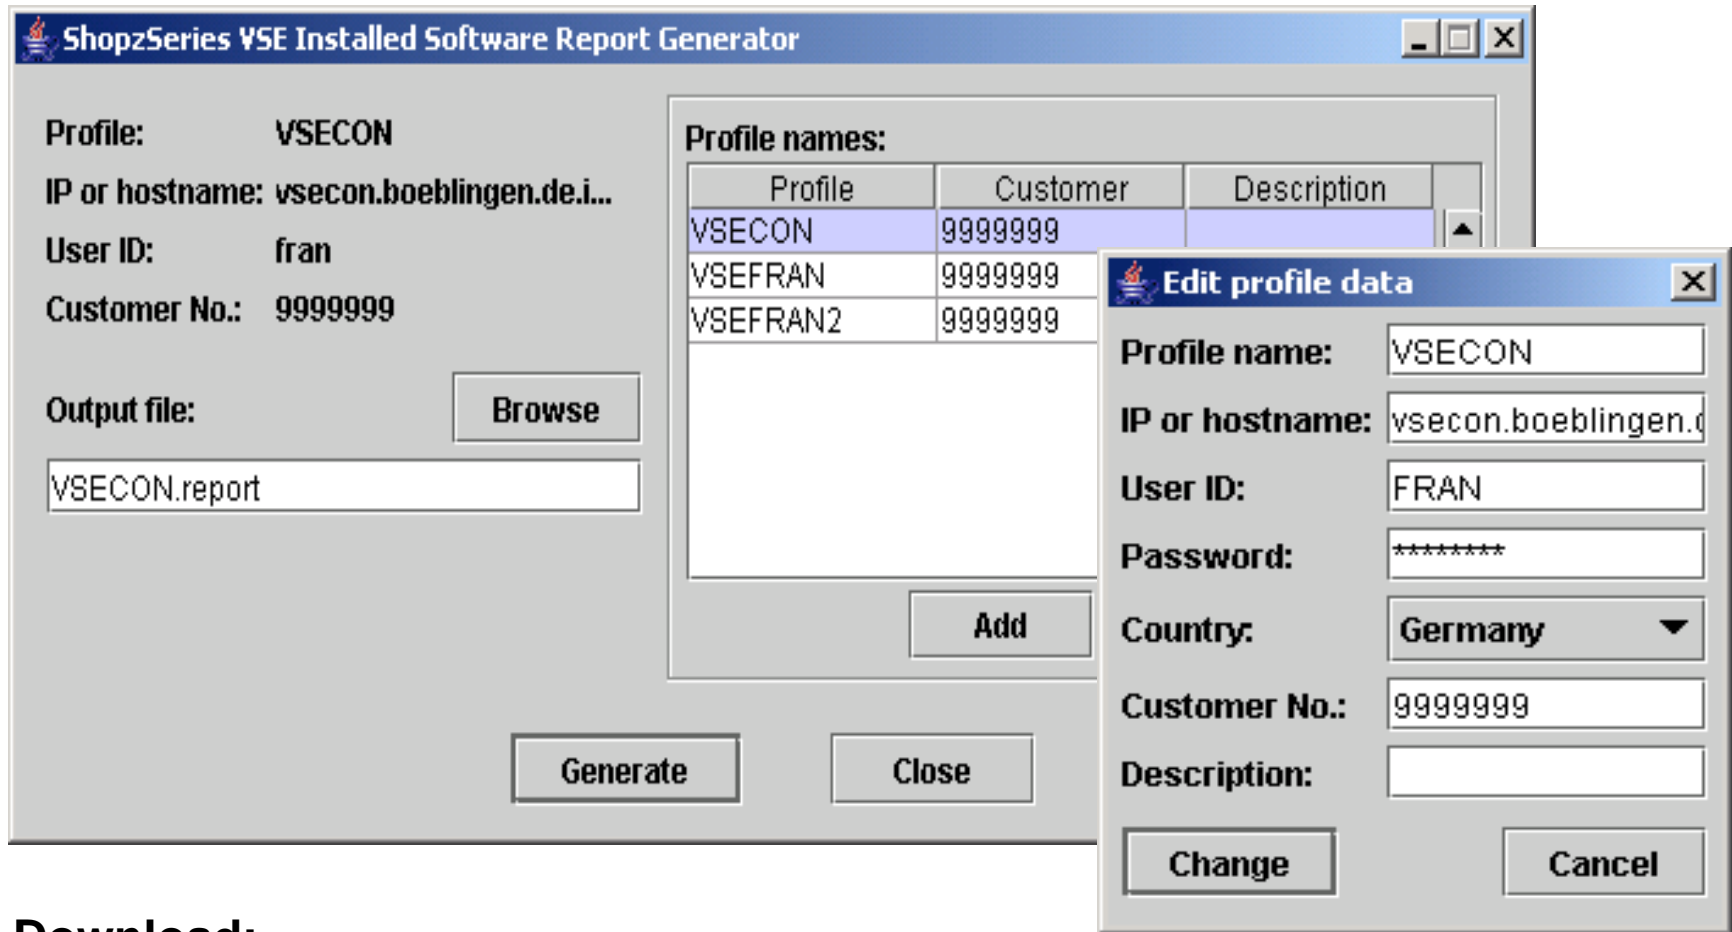 ShopzSeries VSE Installed Software Report Generator
Profile: VSECON
IP or hostname: vsecon.boeblingen.de.i...
User ID: fran
Customer No.: 9999999
Output file: Browse
VSECON.report
Profile names:
Profile Customer Description
VSECON 9999999
VSEFRAN 9999999
VSEFRAN2 9999999
Add
Generate Close
Edit profile data
Profile name: VSECON
IP or hostname: vsecon.boeblingen.
User ID: FRAN
Password: ********
Country: Germany
Customer No.: 9999999
Description:
Change Cancel
Download: